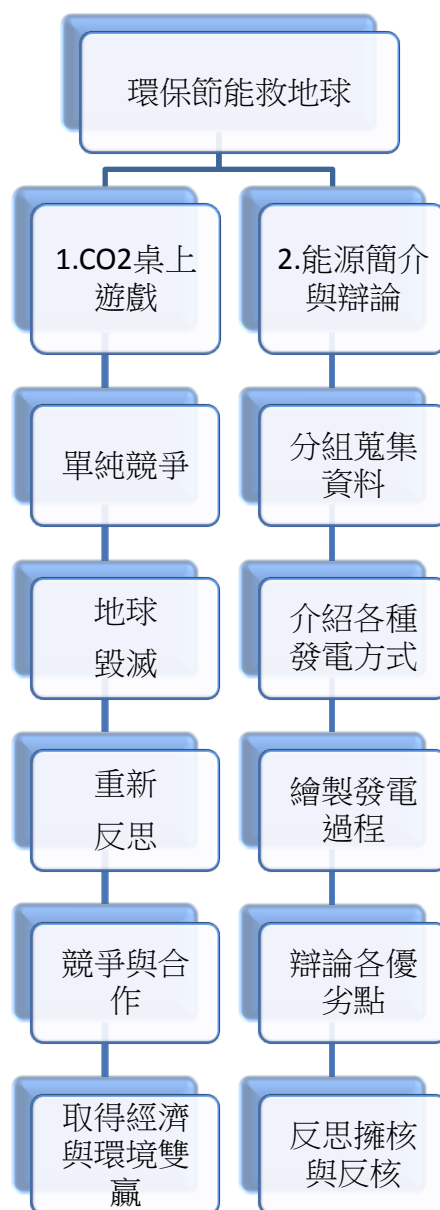 環保節能救地球
1.CO2桌上
遊戲
單純競爭
地球
毀滅
重新
反思
競爭與合
作
取得經濟
與環境雙
贏
2.能源簡介
與辯論
分組蒐集
資料
介紹各種
發電方式
繪製發電
過程
辯論各優
劣點
反思擁核
與反核